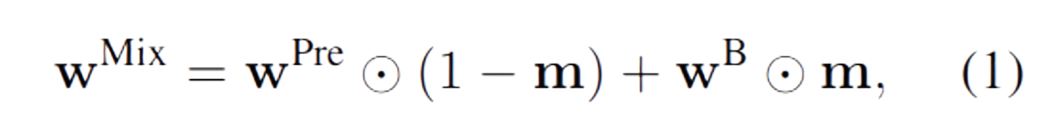 w^Mix = w^Pre ⊙ (1 − m) + w^B ⊙ m, (1)